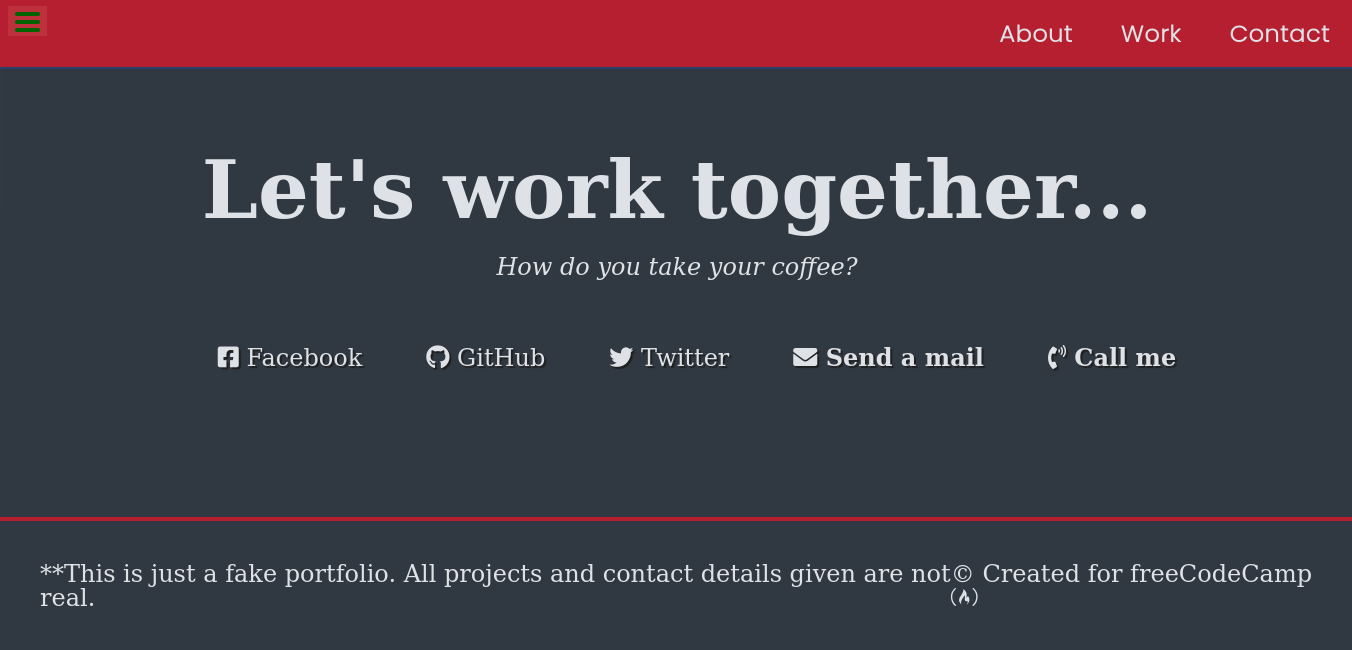 About Work Contact
Let's work together...
How do you take your coffee?
Facebook GitHub Twitter Send a mail Call me
**This is just a fake portfolio. All projects and contact details given are not
real.
© Created for freeCodeCamp